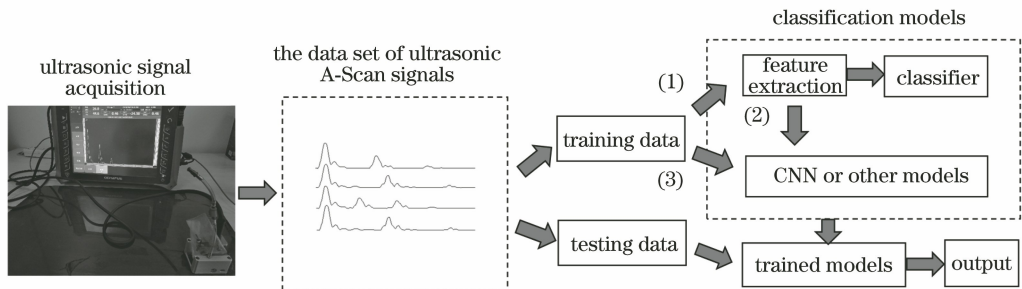 classification models
ultrasonic signal
acquisition
the data set of ultrasonic
A-Scan signals
(1)
feature
extraction
classifier
(2)
training data
(3)
CNN or other models
testing data
trained models
output